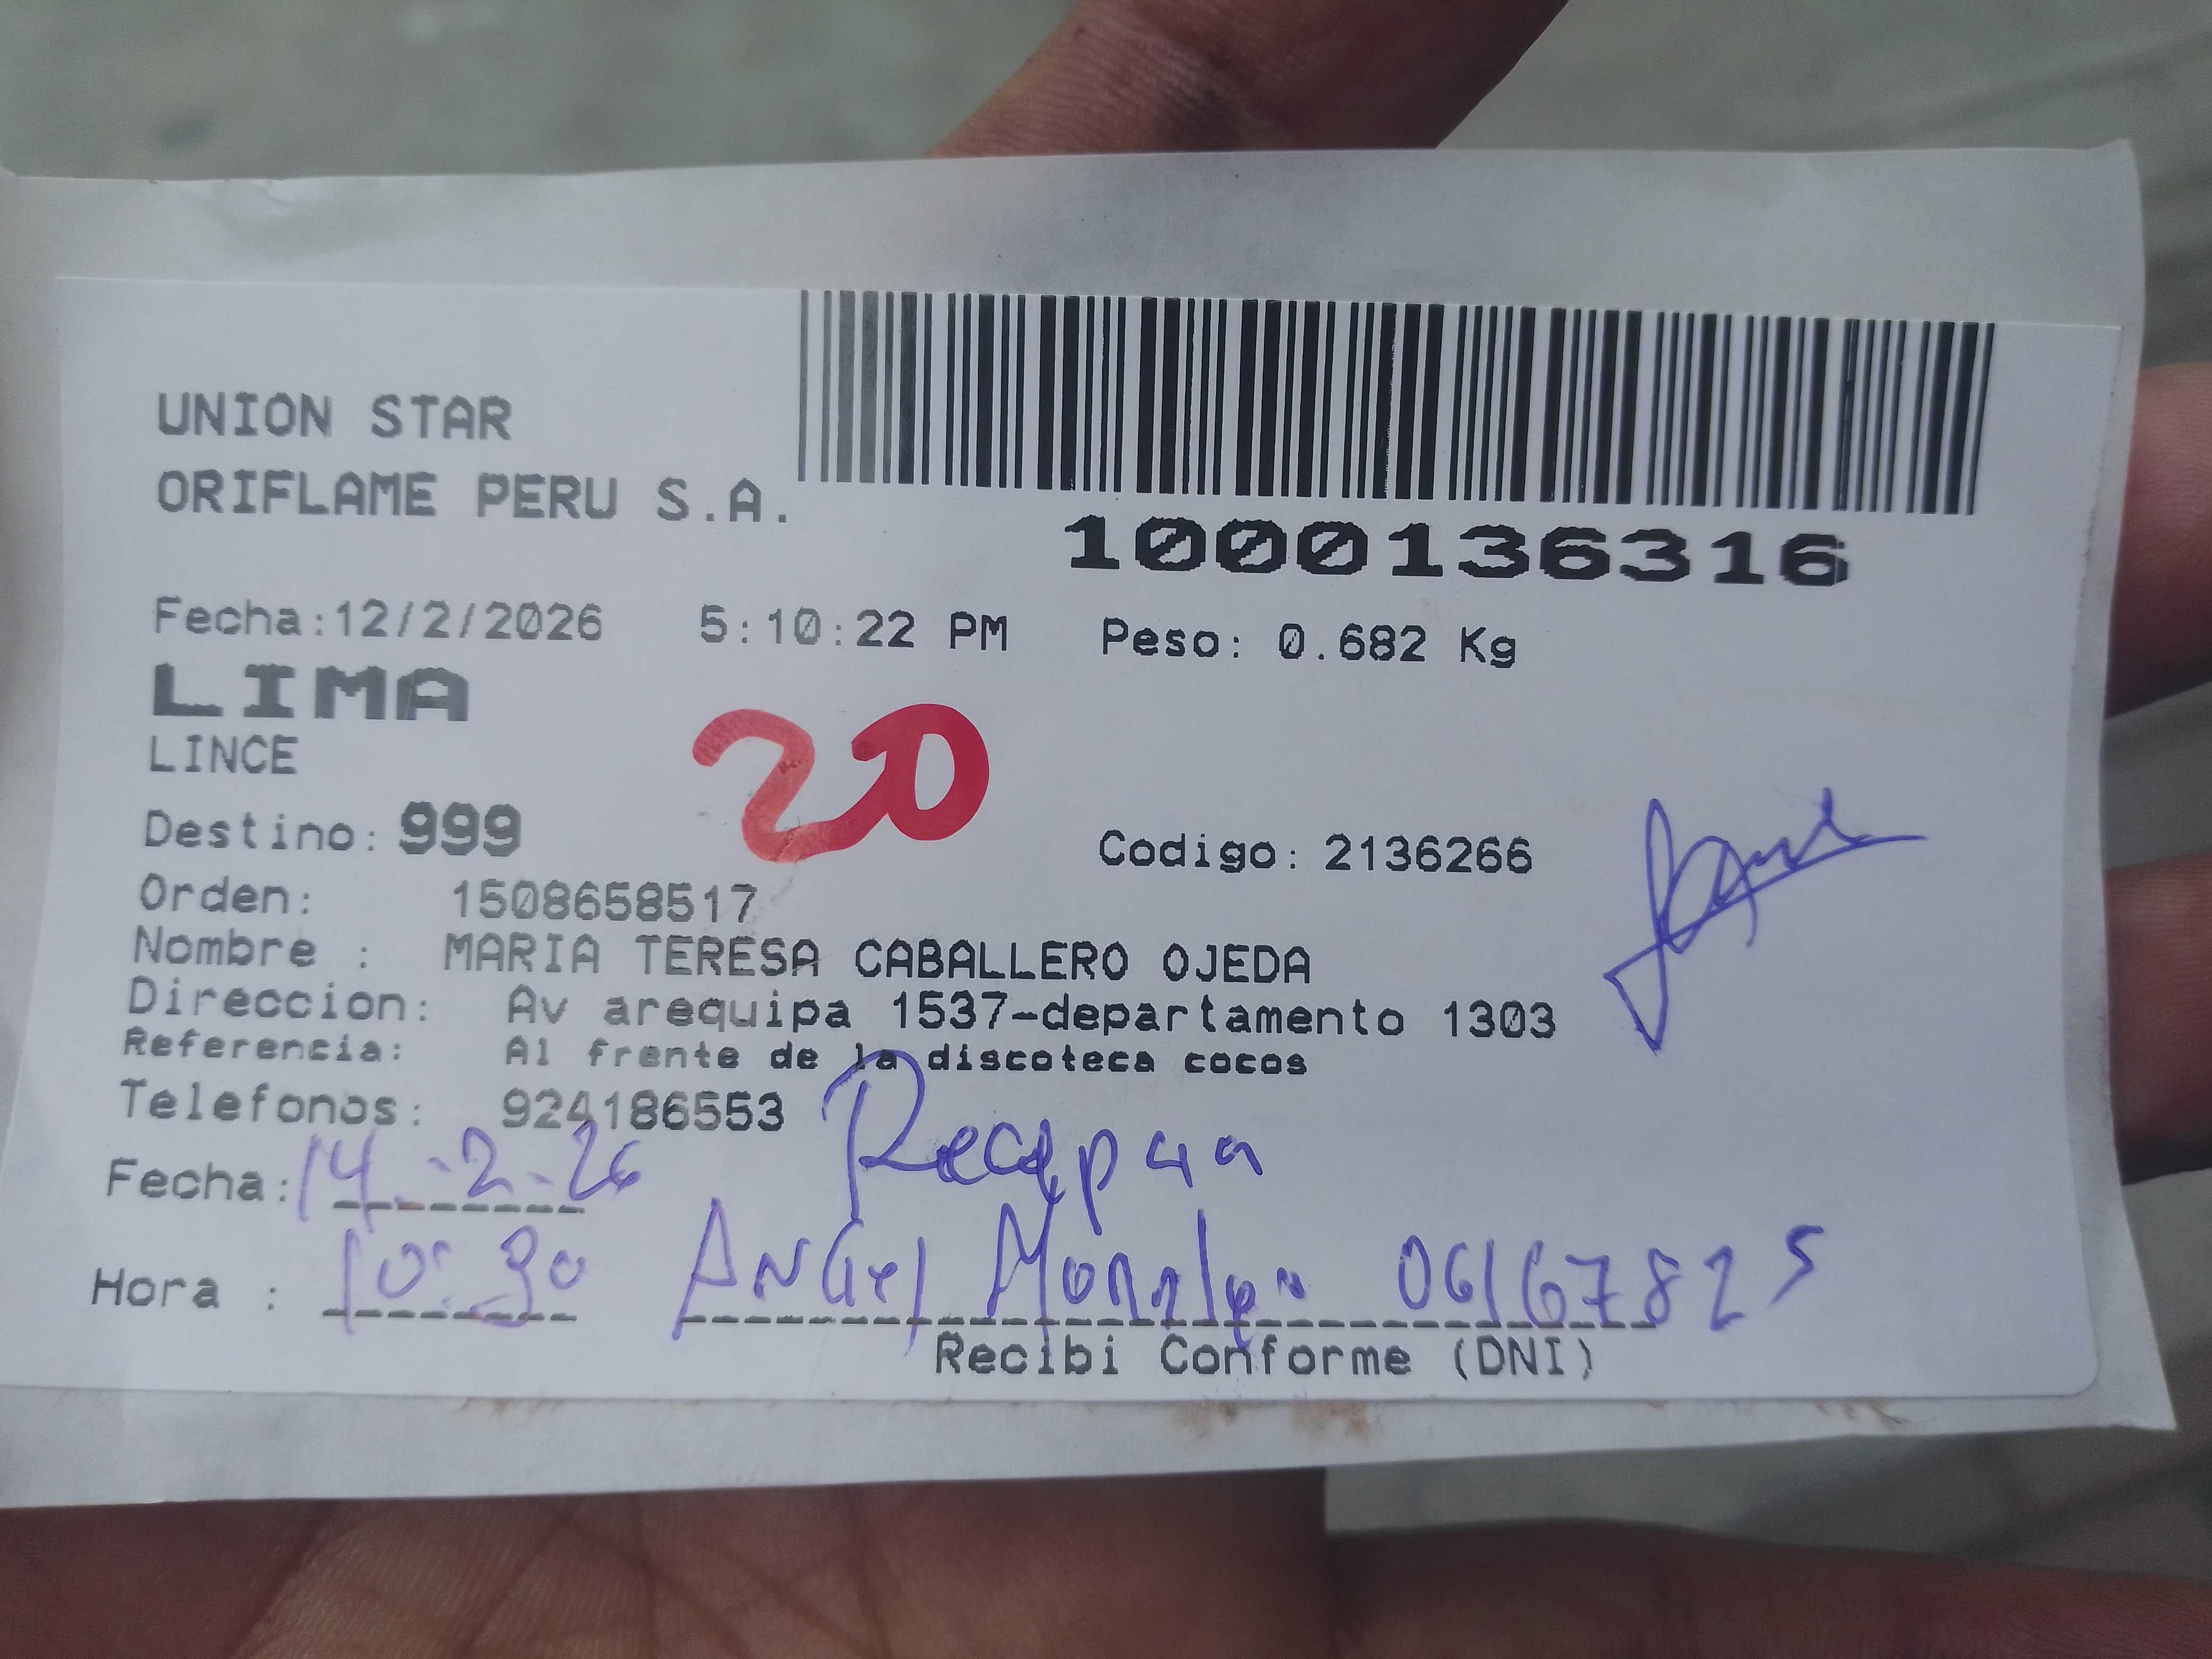 UNION STAR
ORIFLAME PERU S.A.
1000136316
Fecha:12/2/2026 5:10:22 PM Peso: 0.682 Kg
LIMA
LINCE
20
Destino: 999
Codigo: 2136266
Orden: 1508658517
Nombre : MARIA TERESA CABALLERO OJEDA
Direccion: Av arequipa 1537-departamento 1303
Referencia: Al frente de la discoteca cocos
Telefonos: 924186553
Fecha: 14-2-26
Hora : 10:30 Angel 06167825
Recibi Conforme (DNI)